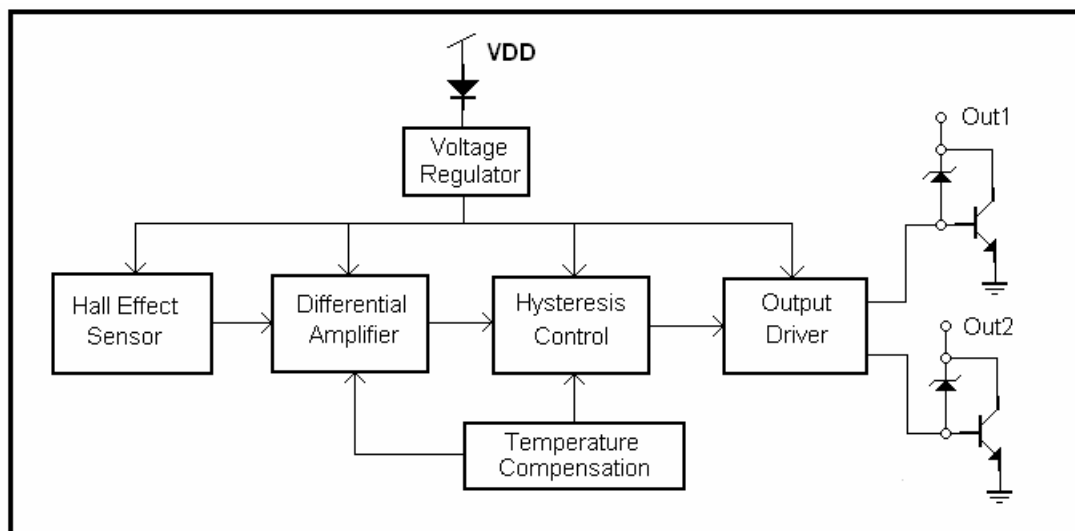 VDD
Voltage
Regulator
Out1
Hall Effect
Sensor
Differential
Amplifier
Hysteresis
Control
Output
Driver
Out2
Temperature
Compensation